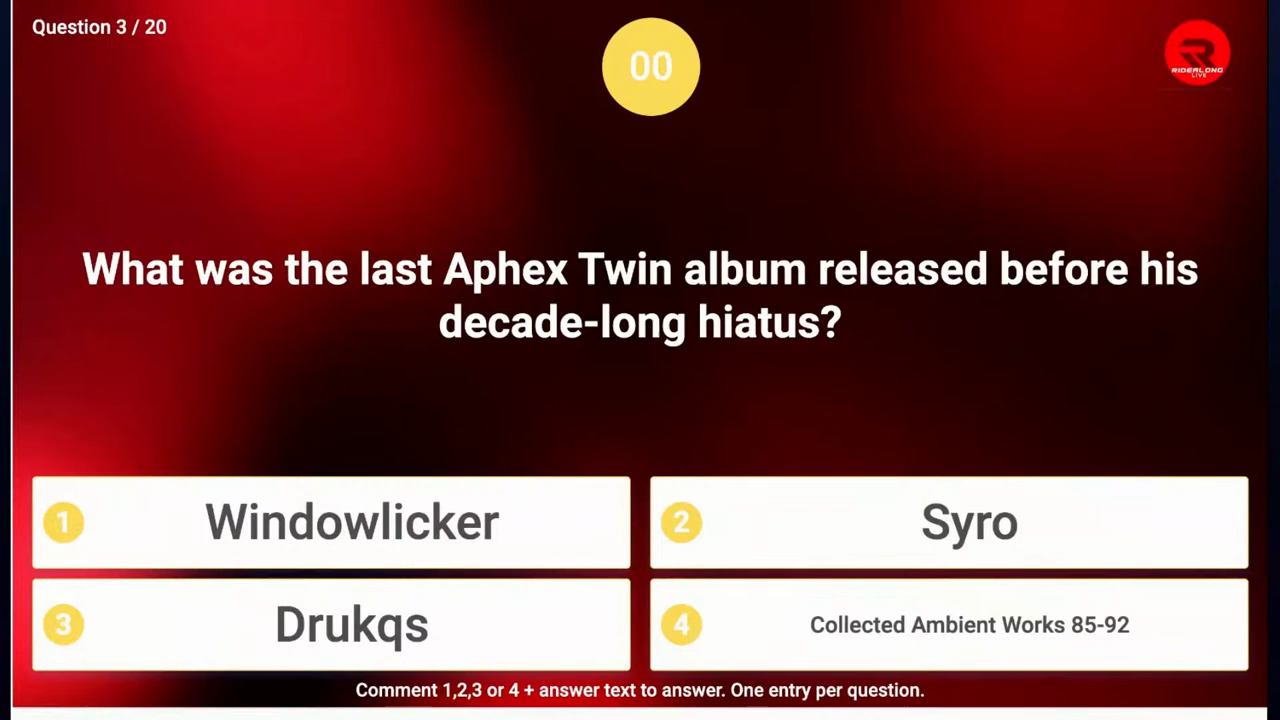 Question 3 / 20
00
RIDEALONG
LIVE
What was the last Aphex Twin album released before his
decade-long hiatus?
1 Windowlicker
2 Syro
3 Drukqs
4 Collected Ambient Works 85-92
Comment 1,2,3 or 4 + answer text to answer. One entry per question.